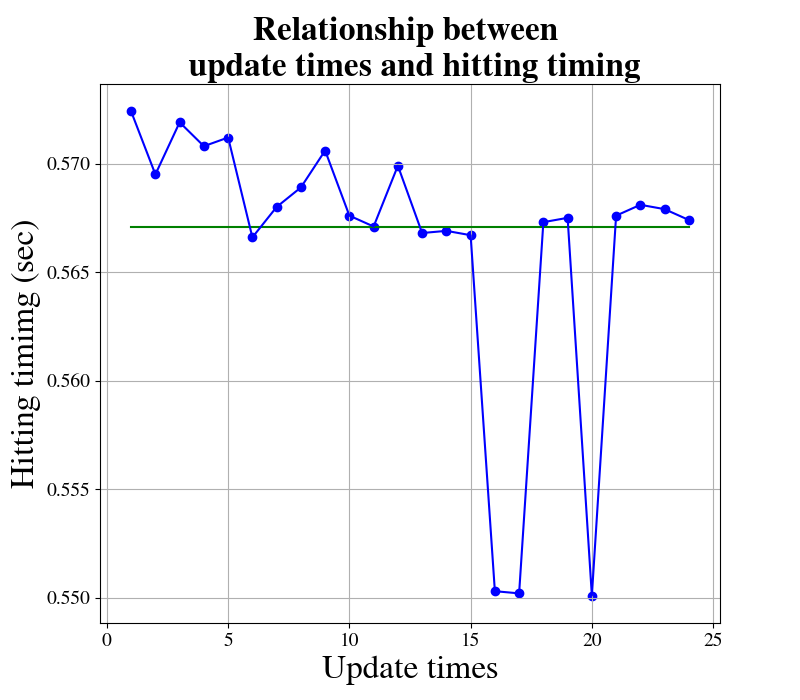 Relationship between
update times and hitting timing
Hitting timimg (sec)
0.570
0.565
0.560
0.555
0.550
0 5 10 15 20 25
Update times